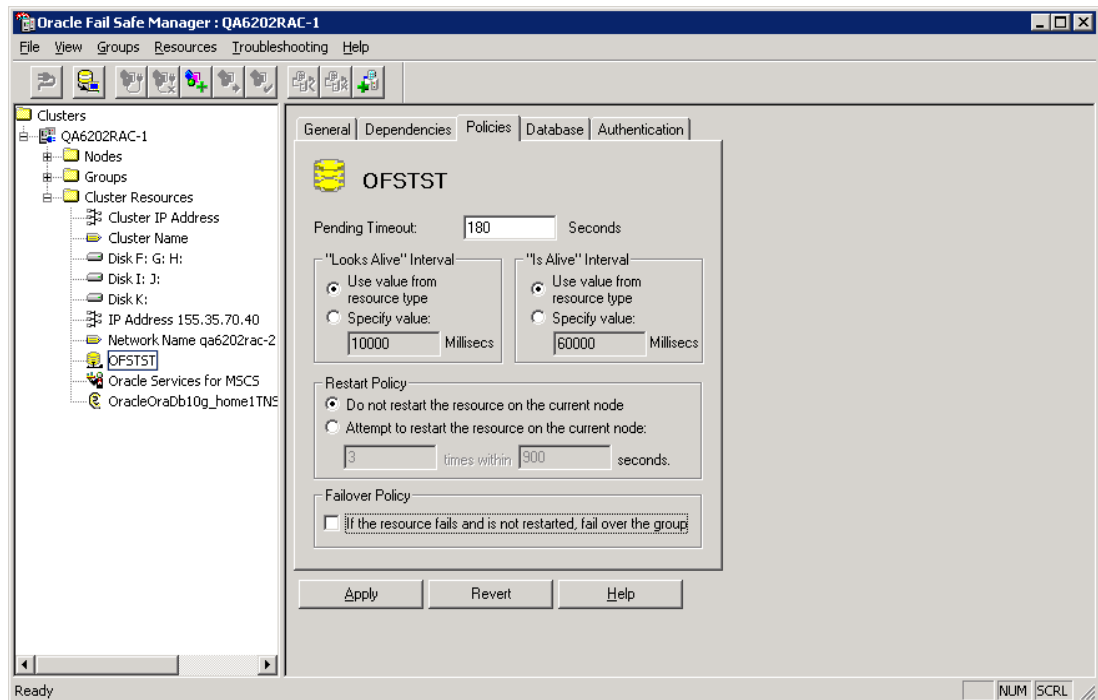 Oracle Fail Safe Manager : QA6202RAC-1
File View Groups Resources Troubleshooting Help
Clusters
QA6202RAC-1
Nodes
Groups
Cluster Resources
Cluster IP Address
Cluster Name
Disk F: G: H:
Disk I: J:
Disk K:
IP Address 155.35.70.40
Network Name qa6202rac-2
OFSTST
Oracle Services for MSCS
OracleOraDb10g_home1TNS
General Dependencies Policies Database Authentication
OFSTST
Pending Timeout: 180 Seconds
"Looks Alive" Interval
Use value from
resource type
Specify value:
10000 Millisecs
"Is Alive" Interval
Use value from
resource type
Specify value:
60000 Millisecs
Restart Policy
Do not restart the resource on the current node
Attempt to restart the resource on the current node:
3 times within 900 seconds.
Failover Policy
If the resource fails and is not restarted, fail over the group
Apply Revert Help
Ready NUM SCRL